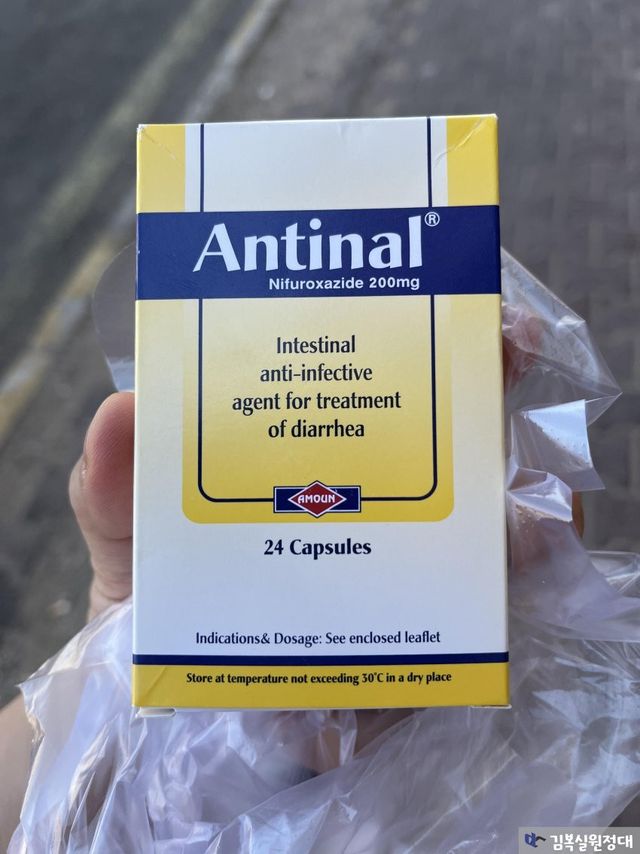 Antinal®
Nifuroxazide 200mg
Intestinal
anti-infective
agent for treatment
of diarrhea
AMOUN
24 Capsules
Indications& Dosage: See enclosed leaflet
Store at temperature not exceeding 30°C in a dry place
김복실원정대